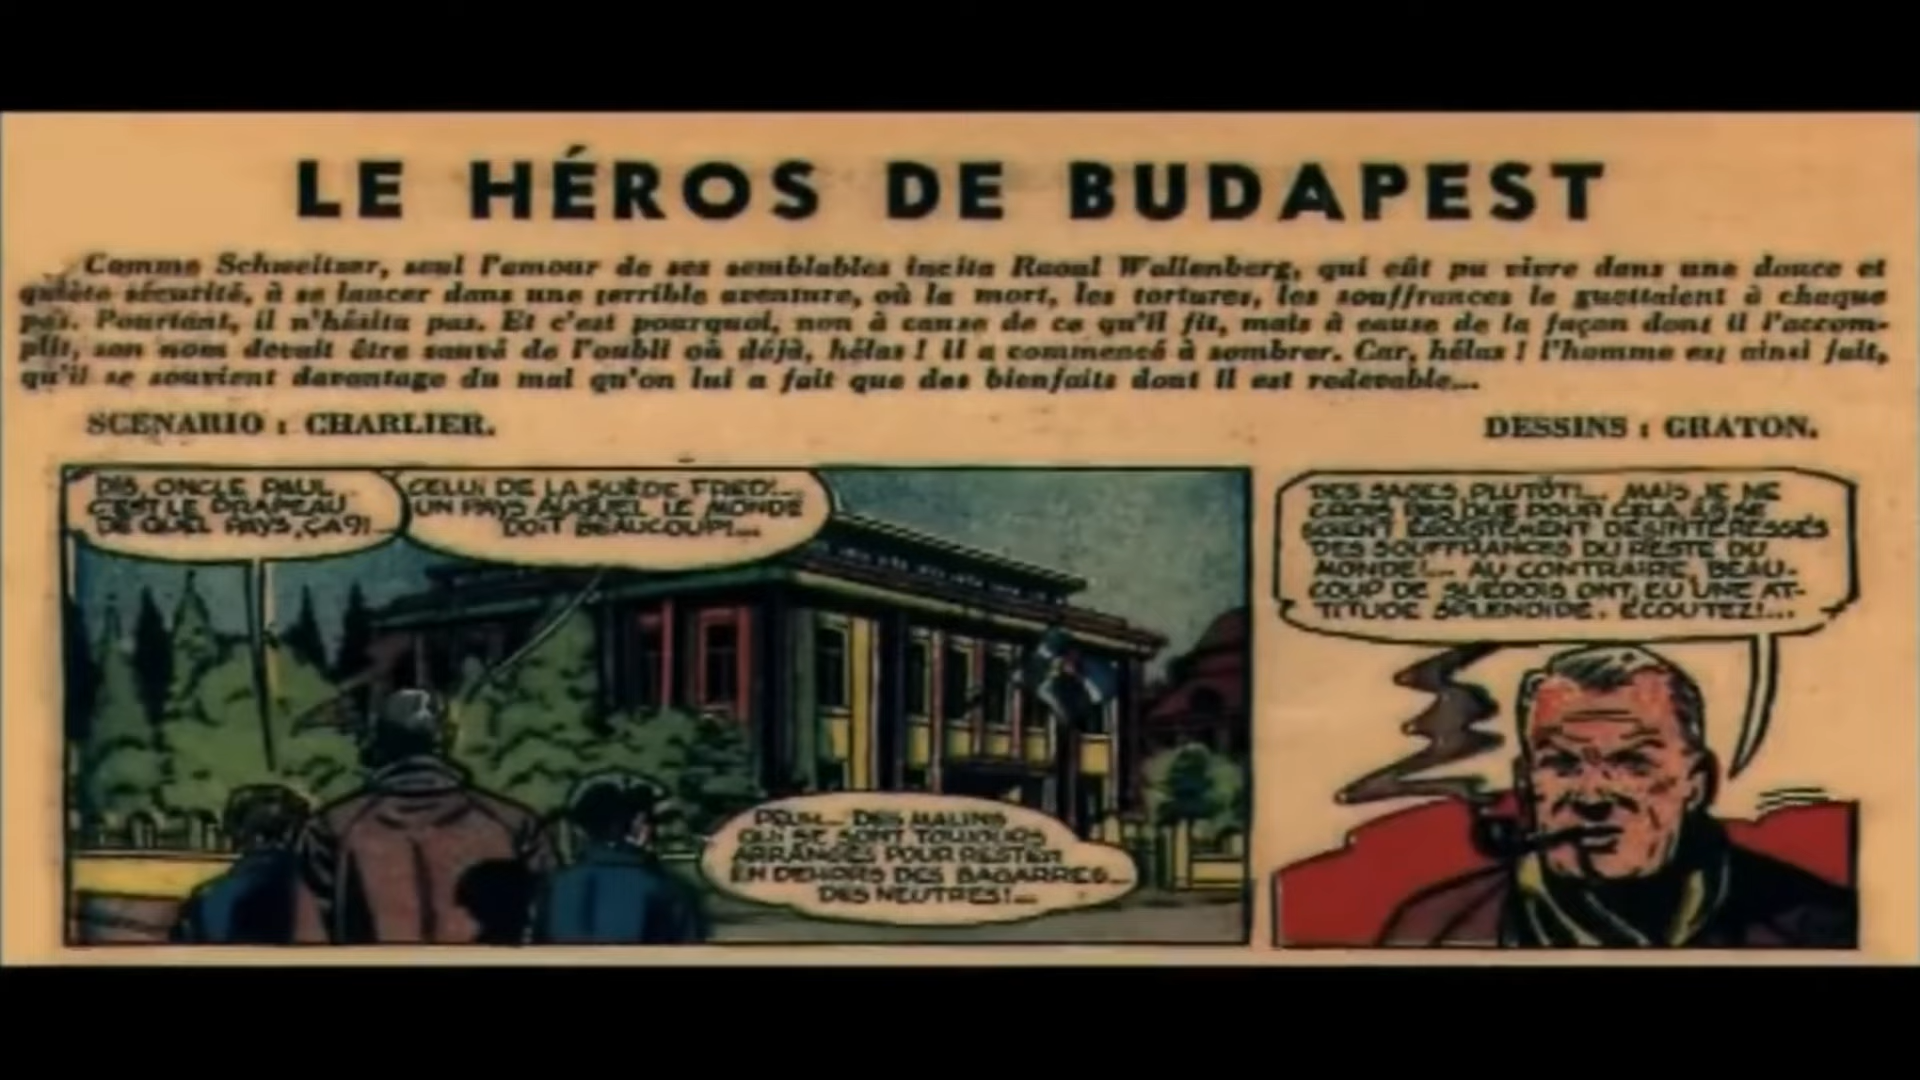 LE HÉROS DE BUDAPEST
Comme Schweitzer, seul l'amour de ses semblables incita Raoul Wallenberg, qui eût pu vivre dans une douce et
quiète sécurité, à se lancer dans une terrible aventure, où la mort, les tortures, les souffrances le guettaient à chaque
pas. Pourtant, il n'hésita pas. Et c'est pourquoi, non à cause de ce qu'il fit, mais à cause de la façon dont il l'accom-
plit, son nom devait être sauvé de l'oubli où déjà, hélas ! il a commencé à sombrer. Car, hélas ! l'homme est ainsi fait,
qu'il se souvient davantage du mal qu'on lui a fait que des bienfaits dont il est redevable...
SCENARIO : CHARLIER.
DESSINS : GRATON.
DIS, ONCLE PAUL
C'EST LE DRAPEAU
DE QUEL PAYS, ÇA?!
CELUI DE LA SUÈDE FRED!...
UN PAYS AUQUEL LE MONDE
DOIT BEAUCOUP!...
PEUH... DES MALINS
QUI SE SONT TOUJOURS
ARRANGÉS POUR RESTER
EN DEHORS DES BAGARRES...
DES NEUTRES!...
DES SAGES PLUTÔT!... MAIS JE NE
CROIS PAS QUE POUR CELA, ILS SE
SOIENT ÉGOÏSTEMENT DÉSINTÉRESSÉS
DES SOUFFRANCES DU RESTE DU
MONDE!... AU CONTRAIRE, BEAU-
COUP DE SUÉDOIS ONT EU UNE AT-
TITUDE SPLENDIDE. ÉCOUTEZ!...